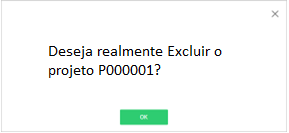 Deseja realmente Excluir o
projeto P000001?
OK